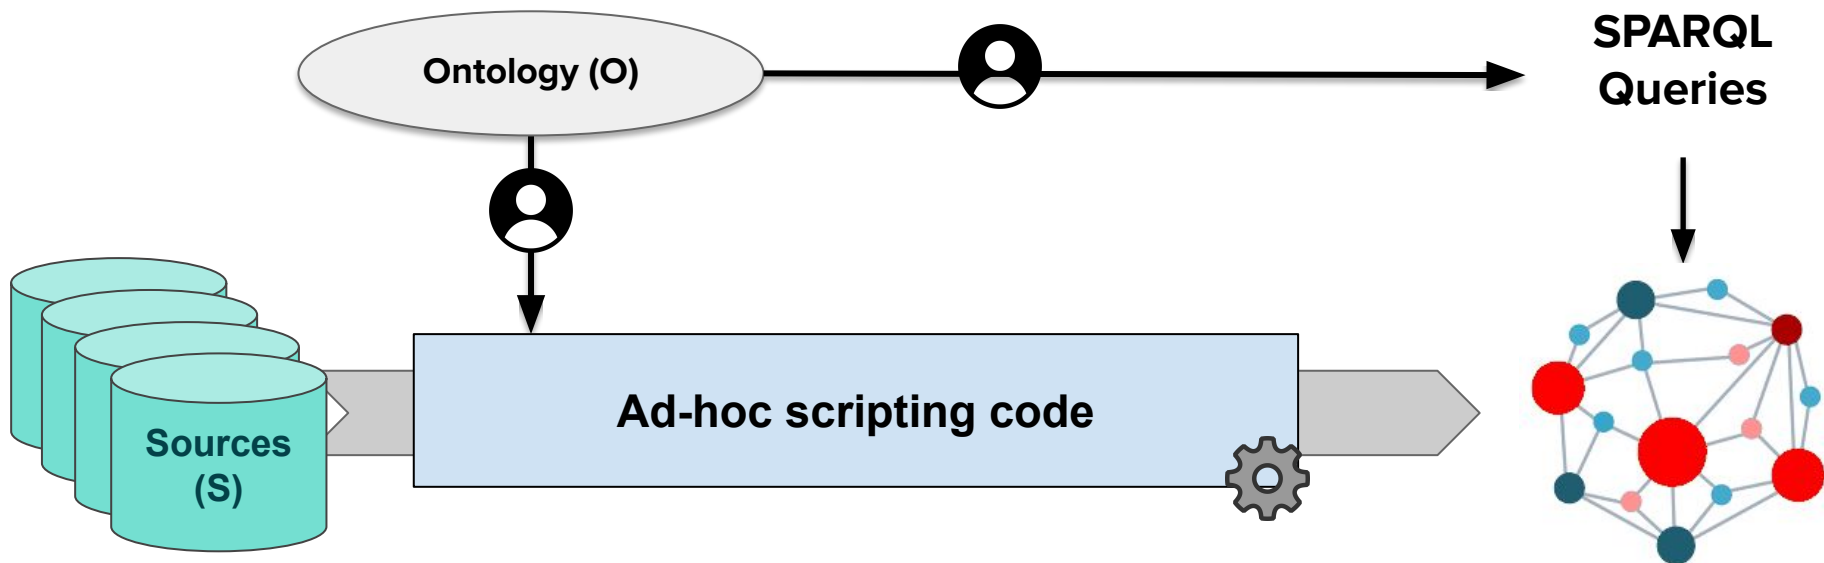 Ontology (O)
SPARQL
Queries
Ad-hoc scripting code
Sources
(S)